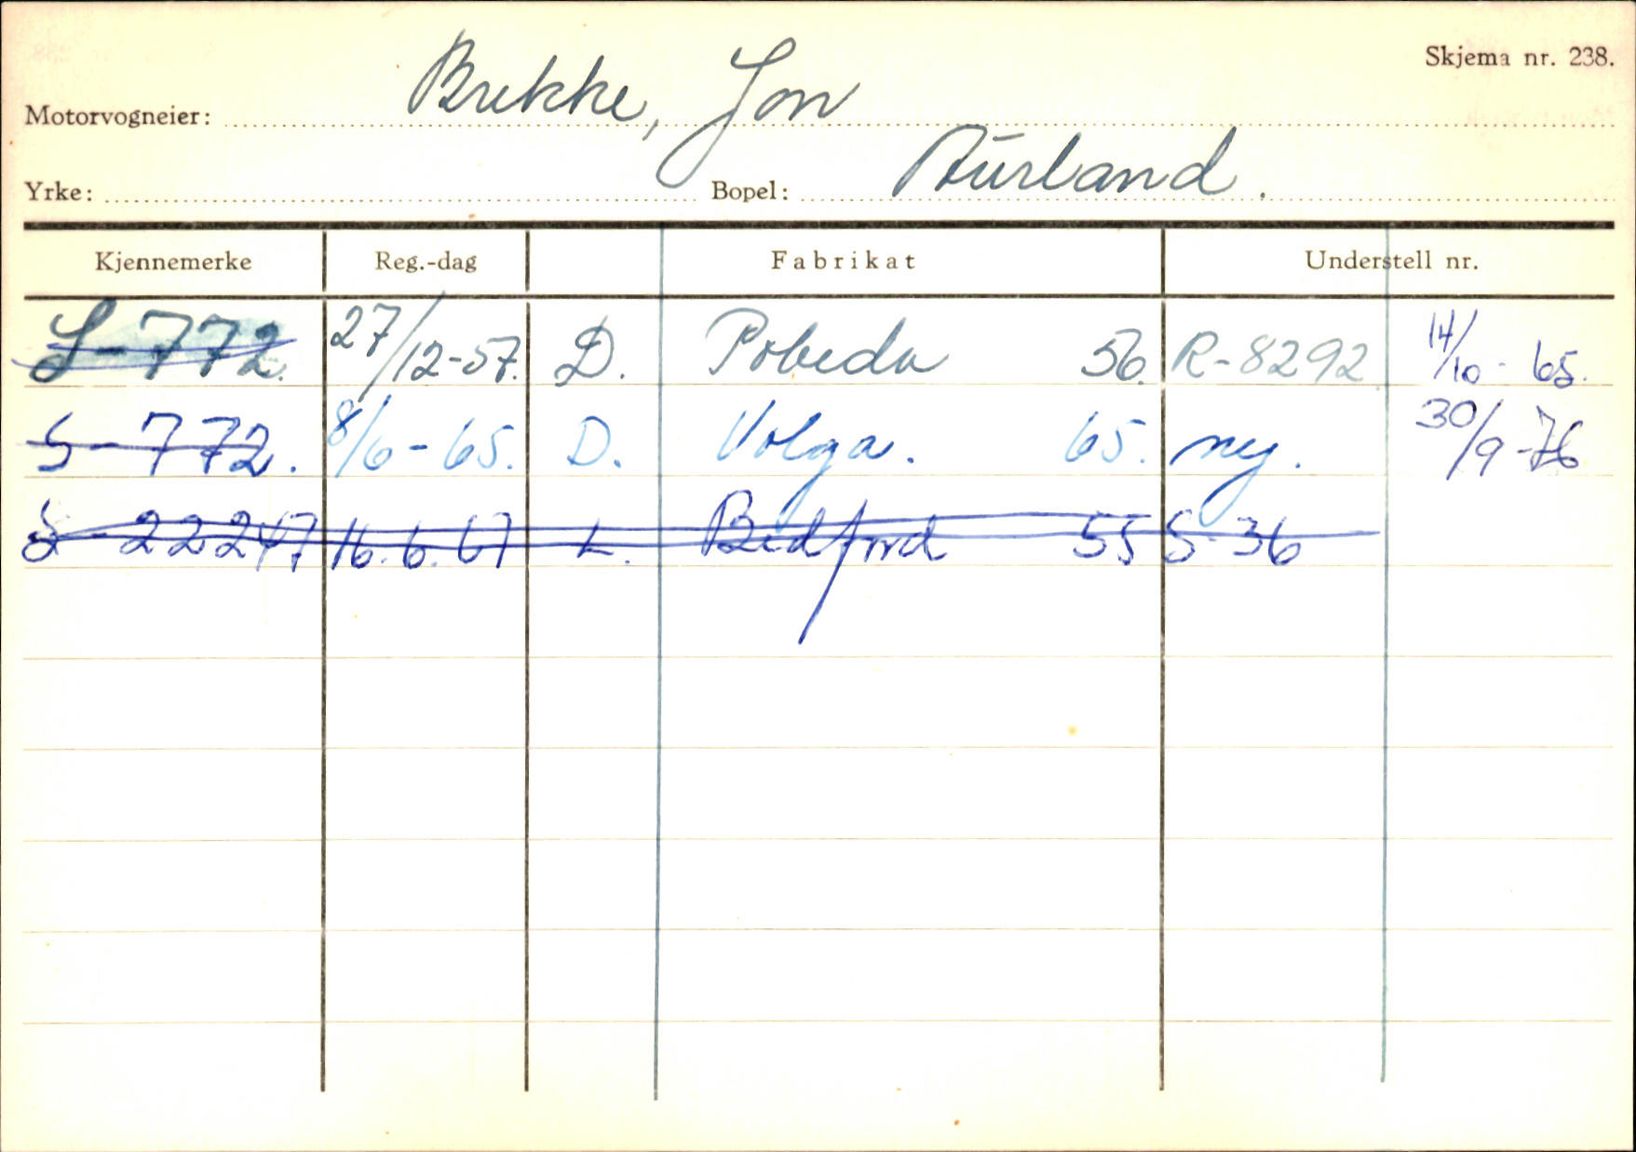 Skjema nr. 238.
Motorvogneier: Brekke, Jon
Yrke: Bopel: Aurland.
Kjennemerke Reg.-dag Fabrikat Understell nr.
S-772. 27/12-57. D. Pobeda 56. R-8292. 14/10-65.
S-772. 8/6-65. D. Volga. 65. ny. 30/9-76
S-22247 16.6.67 L. Bedford 55 S-36